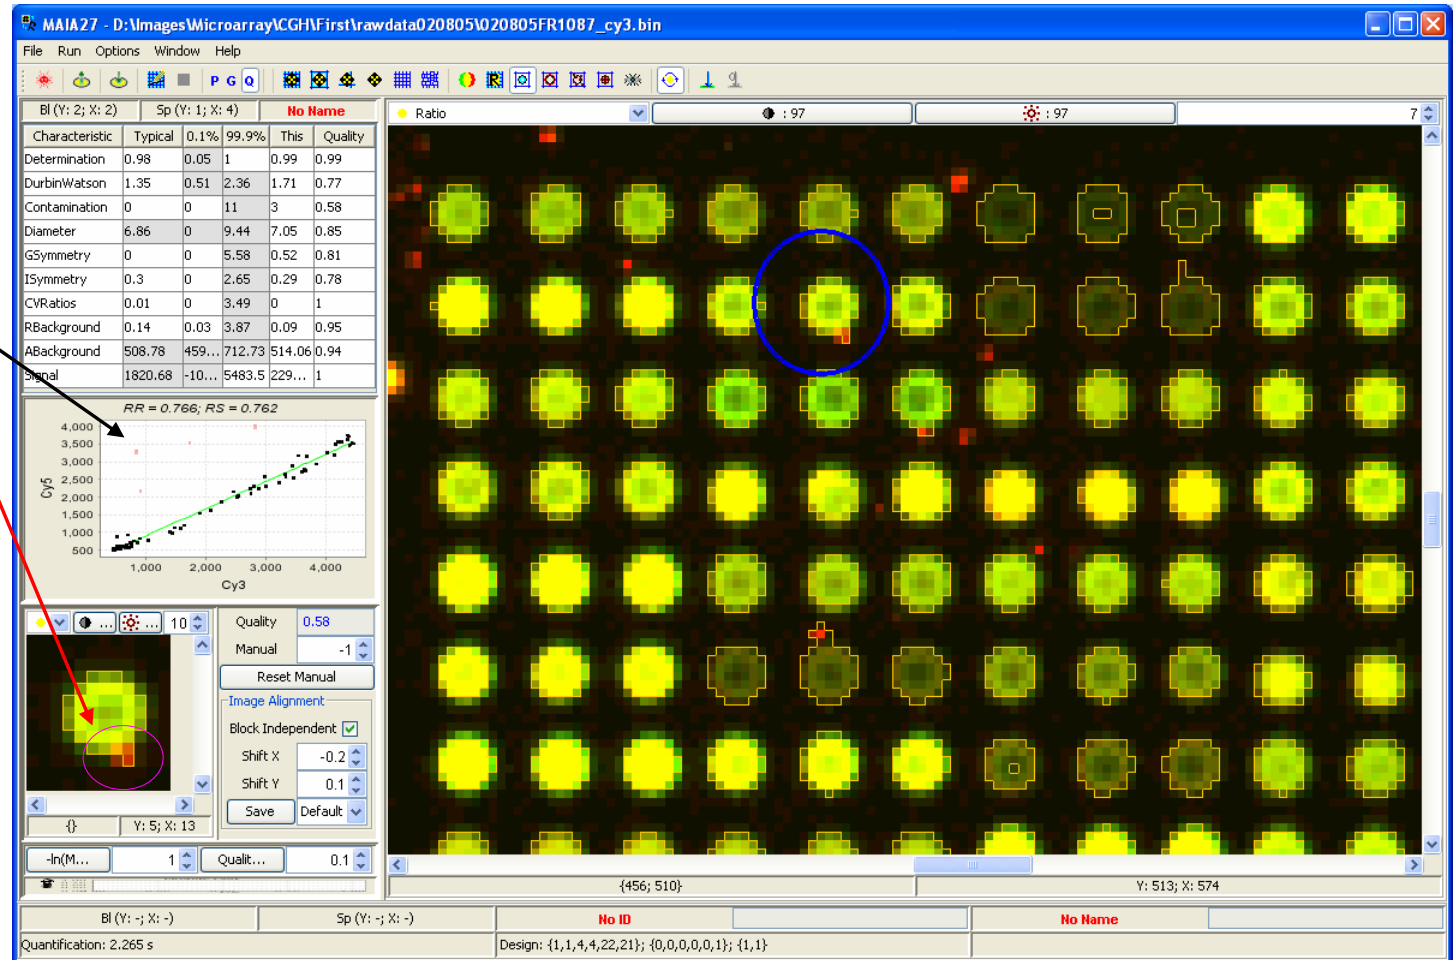 MAIA27 - D:\Images\Microarray\CGH\First\rawdata020805\020805FR1087_cy3.bin
File Run Options Window Help
P G Q
Bl (Y: 2; X: 2) Sp (Y: 1; X: 4) No Name
Ratio : 97 : 97 7
Characteristic Typical 0.1% 99.9% This Quality
Determination 0.98 0.05 1 0.99 0.99
DurbinWatson 1.35 0.51 2.36 1.71 0.77
Contamination 0 0 11 3 0.58
Diameter 6.86 0 9.44 7.05 0.85
GSymmetry 0 0 5.58 0.52 0.81
ISymmetry 0.3 0 2.65 0.29 0.78
CVRatios 0.01 0 3.49 0 1
RBackground 0.14 0.03 3.87 0.09 0.95
ABackground 508.78 459... 712.73 514.06 0.94
Signal 1820.68 -10... 5483.5 229... 1
RR = 0.766; RS = 0.762
4,000
3,500
3,000
2,500
2,000
1,500
1,000
500
Cy5
1,000 2,000 3,000 4,000
Cy3
... ... 10
Quality 0.58
Manual -1
Reset Manual
Image Alignment
Block Independent
Shift X -0.2
Shift Y 0.1
Save Default
{} Y: 5; X: 13
-ln(M... 1 Qualit... 0.1
{456; 510} Y: 513; X: 574
Bl (Y: -; X: -) Sp (Y: -; X: -) No ID No Name
Quantification: 2.265 s Design: {1,1,4,4,22,21}; {0,0,0,0,0,1}; {1,1}